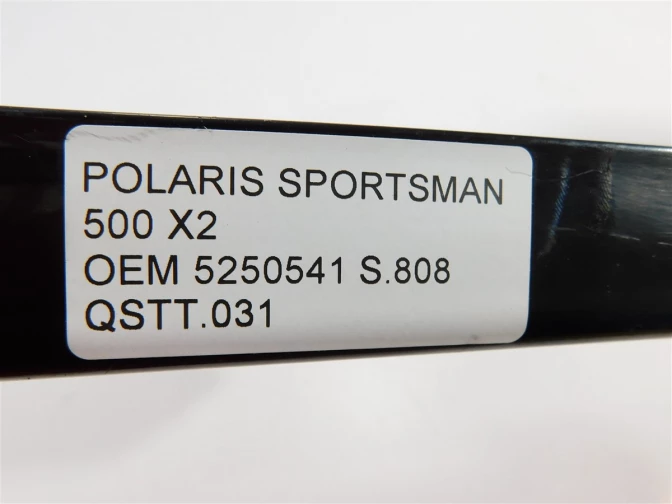 POLARIS SPORTSMAN
500 X2
OEM 5250541 S.808
QSTT.031